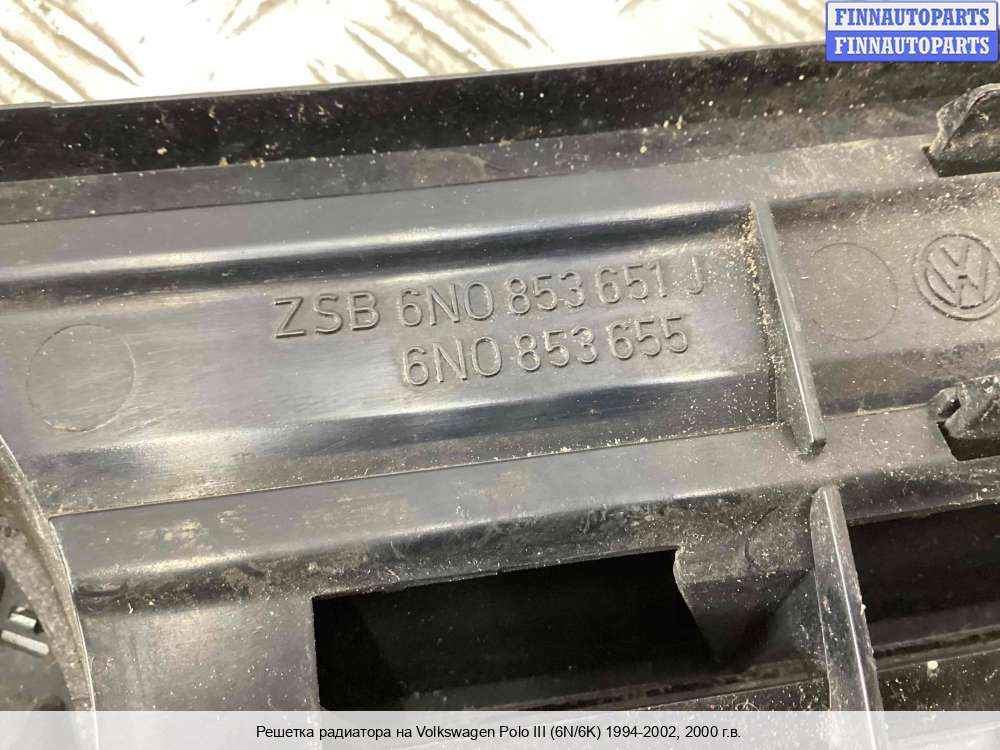 FINNAUTOPARTS
FINNAUTOPARTS
ZSB 6N0 853 651 J
6N0 853 655
Решетка радиатора на Volkswagen Polo III (6N/6K) 1994-2002, 2000 г.в.